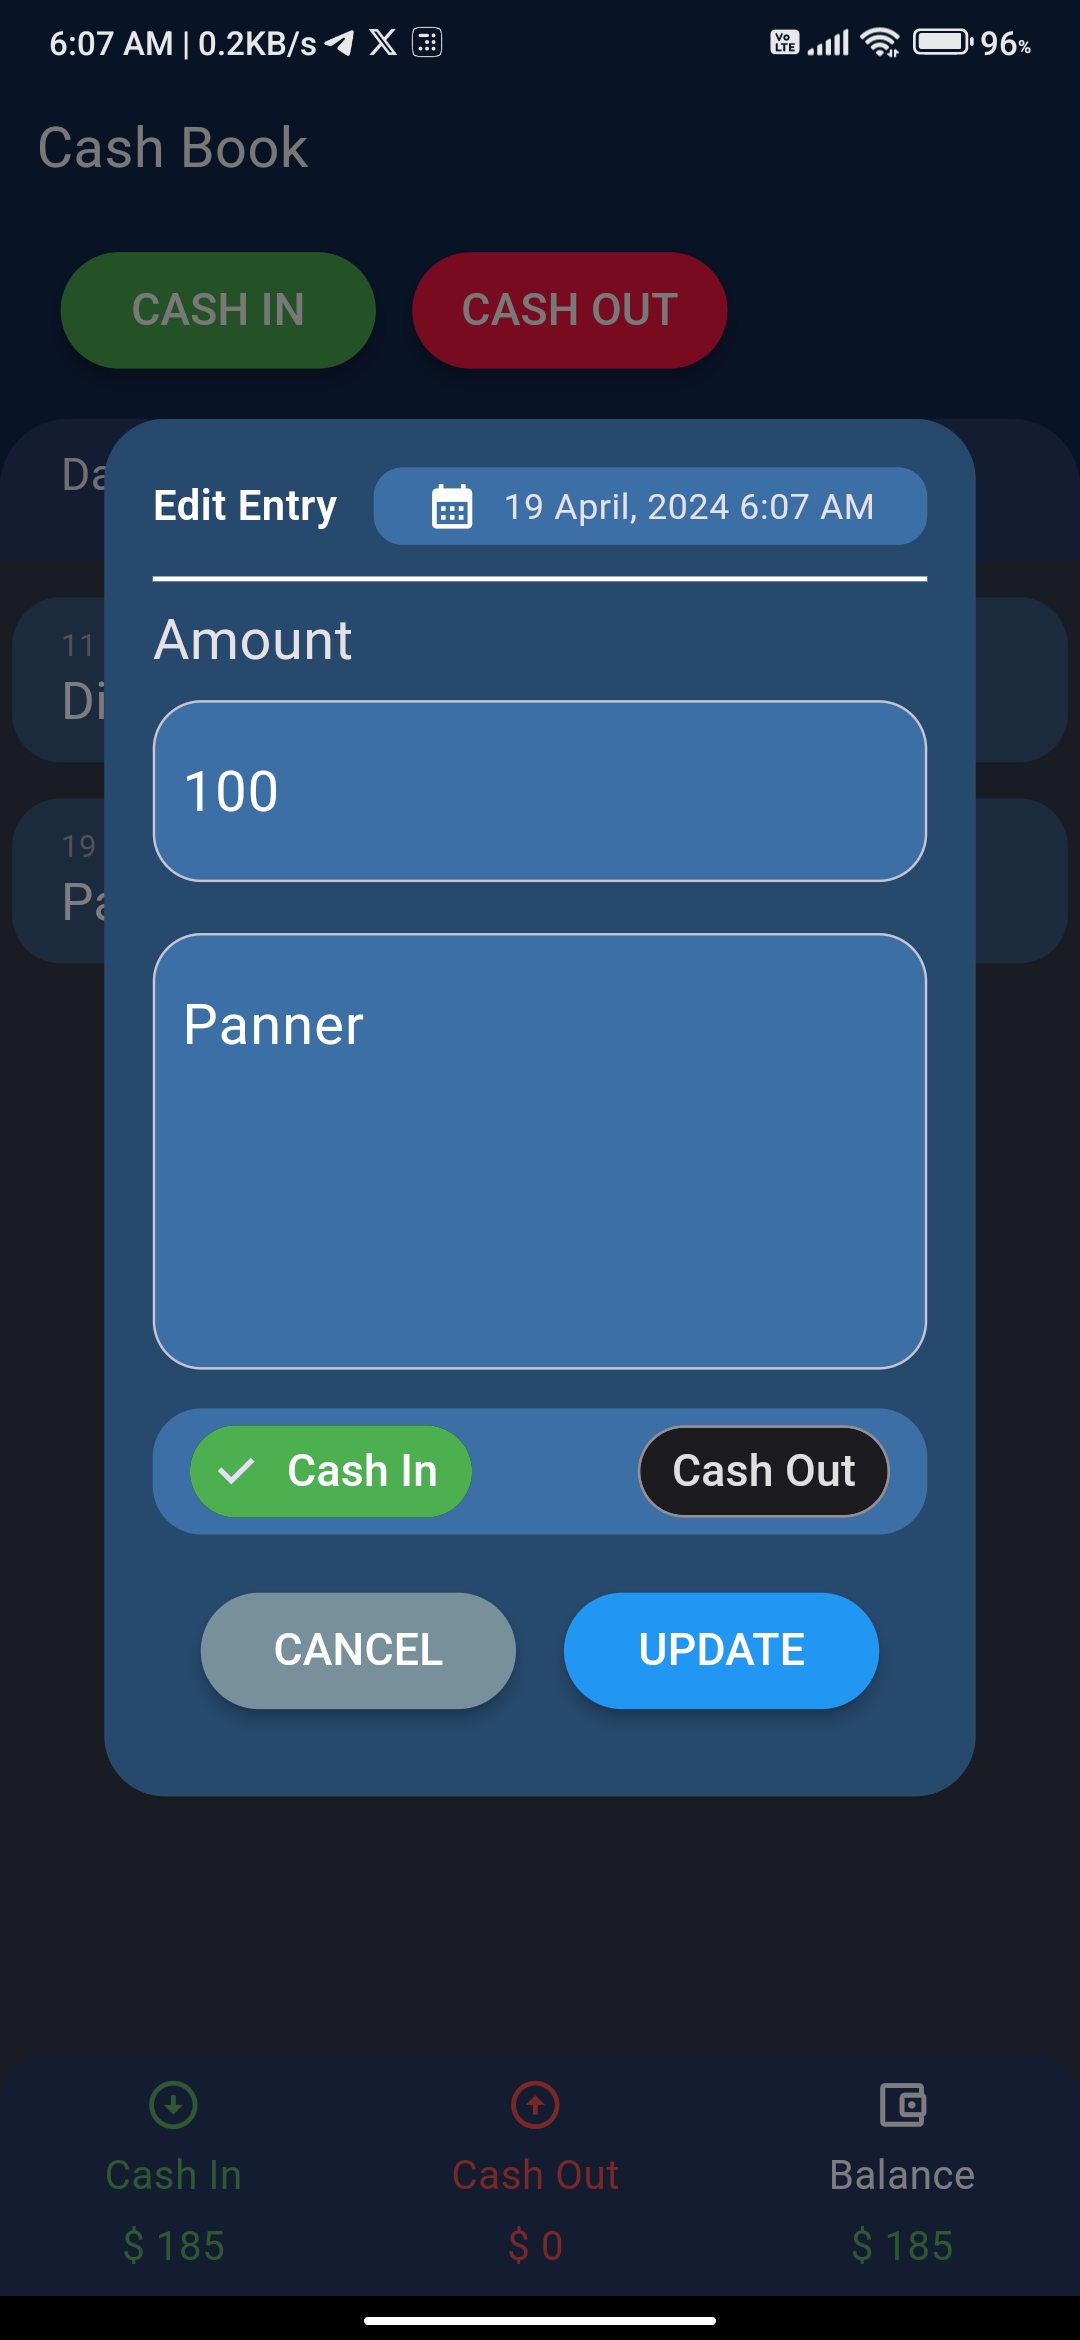 6:07 AM | 0.2KB/s
Vo LTE 96%
Cash Book
CASH IN CASH OUT
Da
Edit Entry 19 April, 2024 6:07 AM
Amount
11
Di
100
19
Pa
Panner
Cash In Cash Out
CANCEL UPDATE
Cash In Cash Out Balance
$ 185 $ 0 $ 185